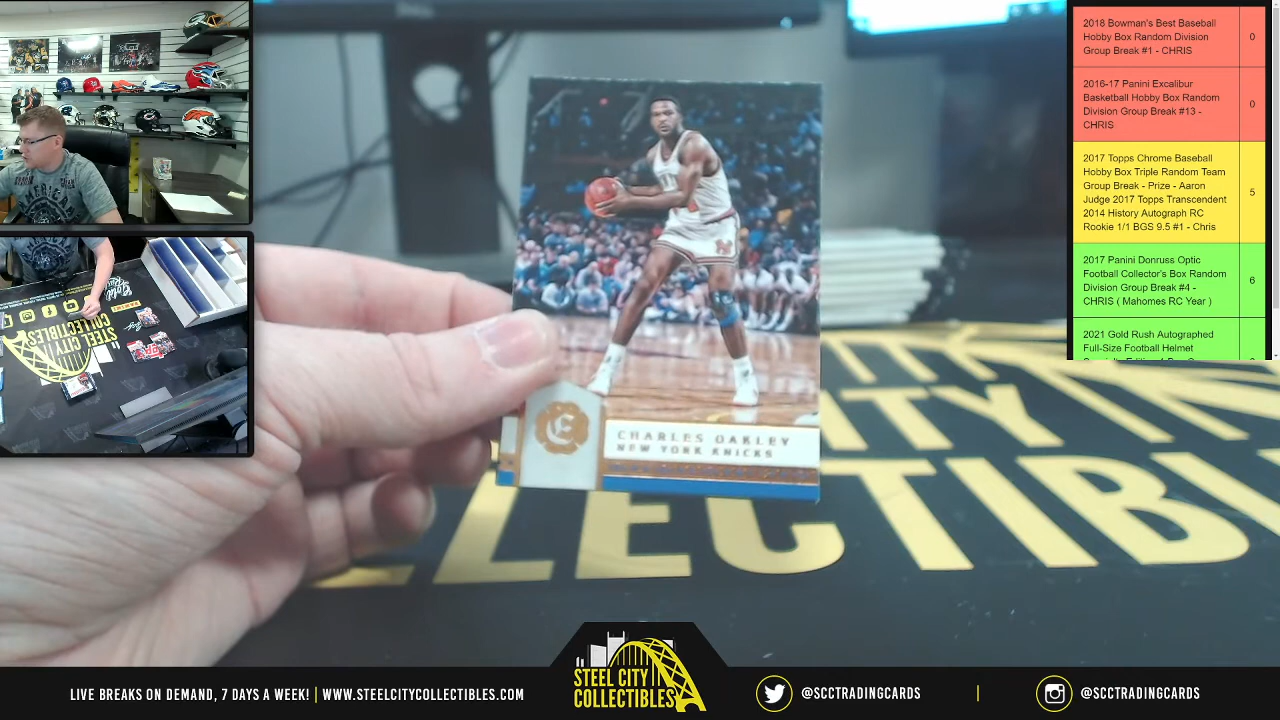 2018 Bowman's Best Baseball
Hobby Box Random Division
Group Break #1 - CHRIS
0
2016-17 Panini Excalibur
Basketball Hobby Box Random
Division Group Break #13 -
CHRIS
0
2017 Topps Chrome Baseball
Hobby Box Triple Random Team
Group Break - Prize - Aaron
Judge 2017 Topps Transcendent
2014 History Autograph RC
Rookie 1/1 BGS 9.5 #1 - Chris
5
2017 Panini Donruss Optic
Football Collector's Box Random
Division Group Break #4 -
CHRIS ( Mahomes RC Year )
6
2021 Gold Rush Autographed
Full-Size Football Helmet
E
CHARLES OAKLEY
NEW YORK KNICKS
STEEL CITY
COLLECTIBLES
LIVE BREAKS ON DEMAND, 7 DAYS A WEEK! | WWW.STEELCITYCOLLECTIBLES.COM
STEEL CITY
COLLECTIBLES
@SCCTRADINGCARDS
|
@SCCTRADINGCARDS